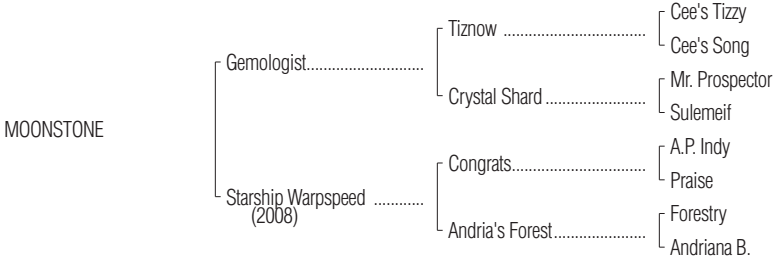 Cee's Tizzy
Tiznow ..................................
Cee's Song
Gemologist............................
Mr. Prospector
Crystal Shard ........................
Sulemeif
MOONSTONE
A.P. Indy
Congrats................................
Praise
Starship Warpspeed ............
(2008)
Forestry
Andria's Forest......................
Andriana B.